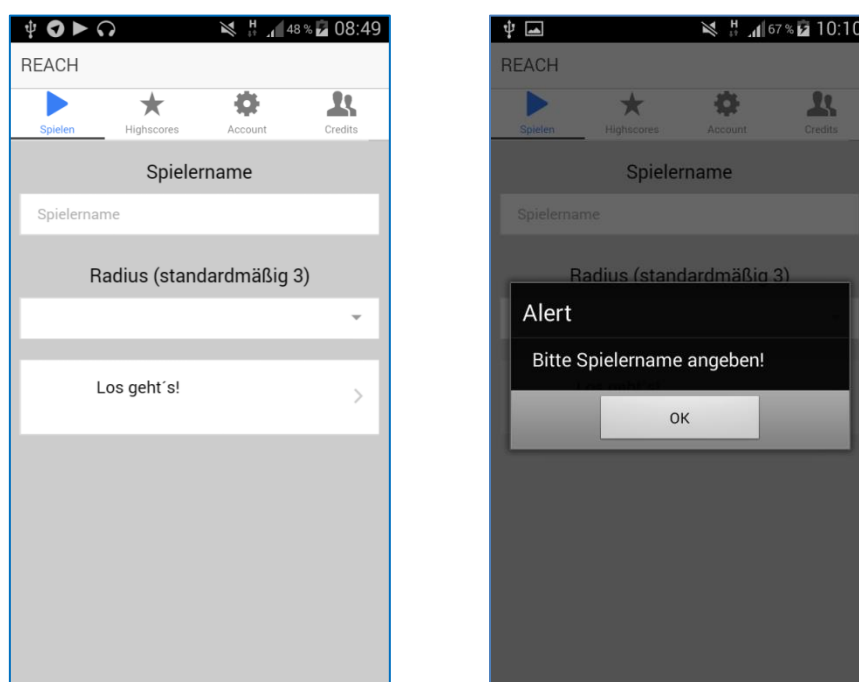 48 % 08:49
REACH
Spielen Highscores Account Credits
Spielername
Spielername
Radius (standardmäßig 3)
Los geht´s!
H 67 % 10:10
REACH
Spielen Highscores Account Credits
Spielername
Spielername
Radius (standardmäßig 3)
Alert
Bitte Spielername angeben!
OK